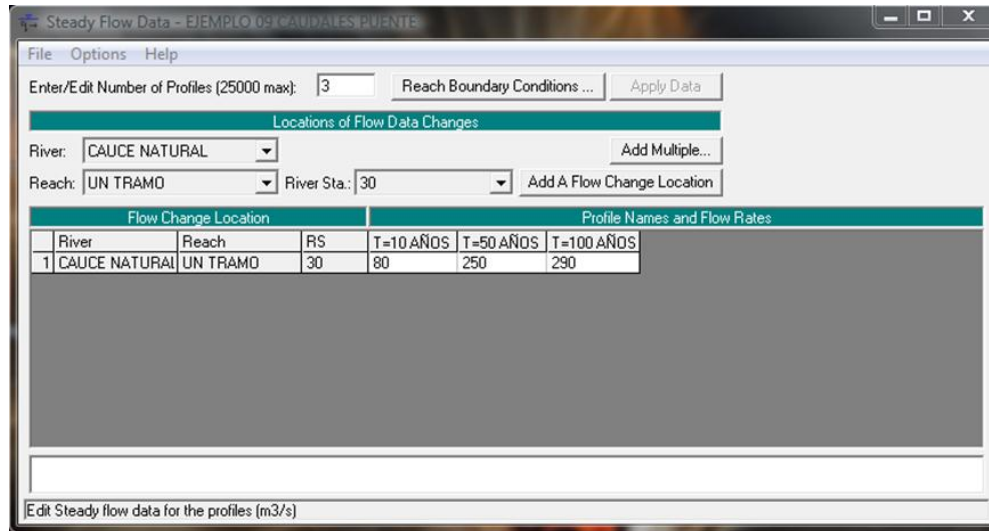 Steady Flow Data - EJEMPLO 09 CAUDALES PUENTE
File Options Help
Enter/Edit Number of Profiles (25000 max): 3 Reach Boundary Conditions ... Apply Data
Locations of Flow Data Changes
River: CAUCE NATURAL Add Multiple...
Reach: UN TRAMO River Sta.: 30 Add A Flow Change Location
Flow Change Location Profile Names and Flow Rates
River Reach RS T=10 AÑOS T=50 AÑOS T=100 AÑOS
1 CAUCE NATURAL UN TRAMO 30 80 250 290
Edit Steady flow data for the profiles (m3/s)